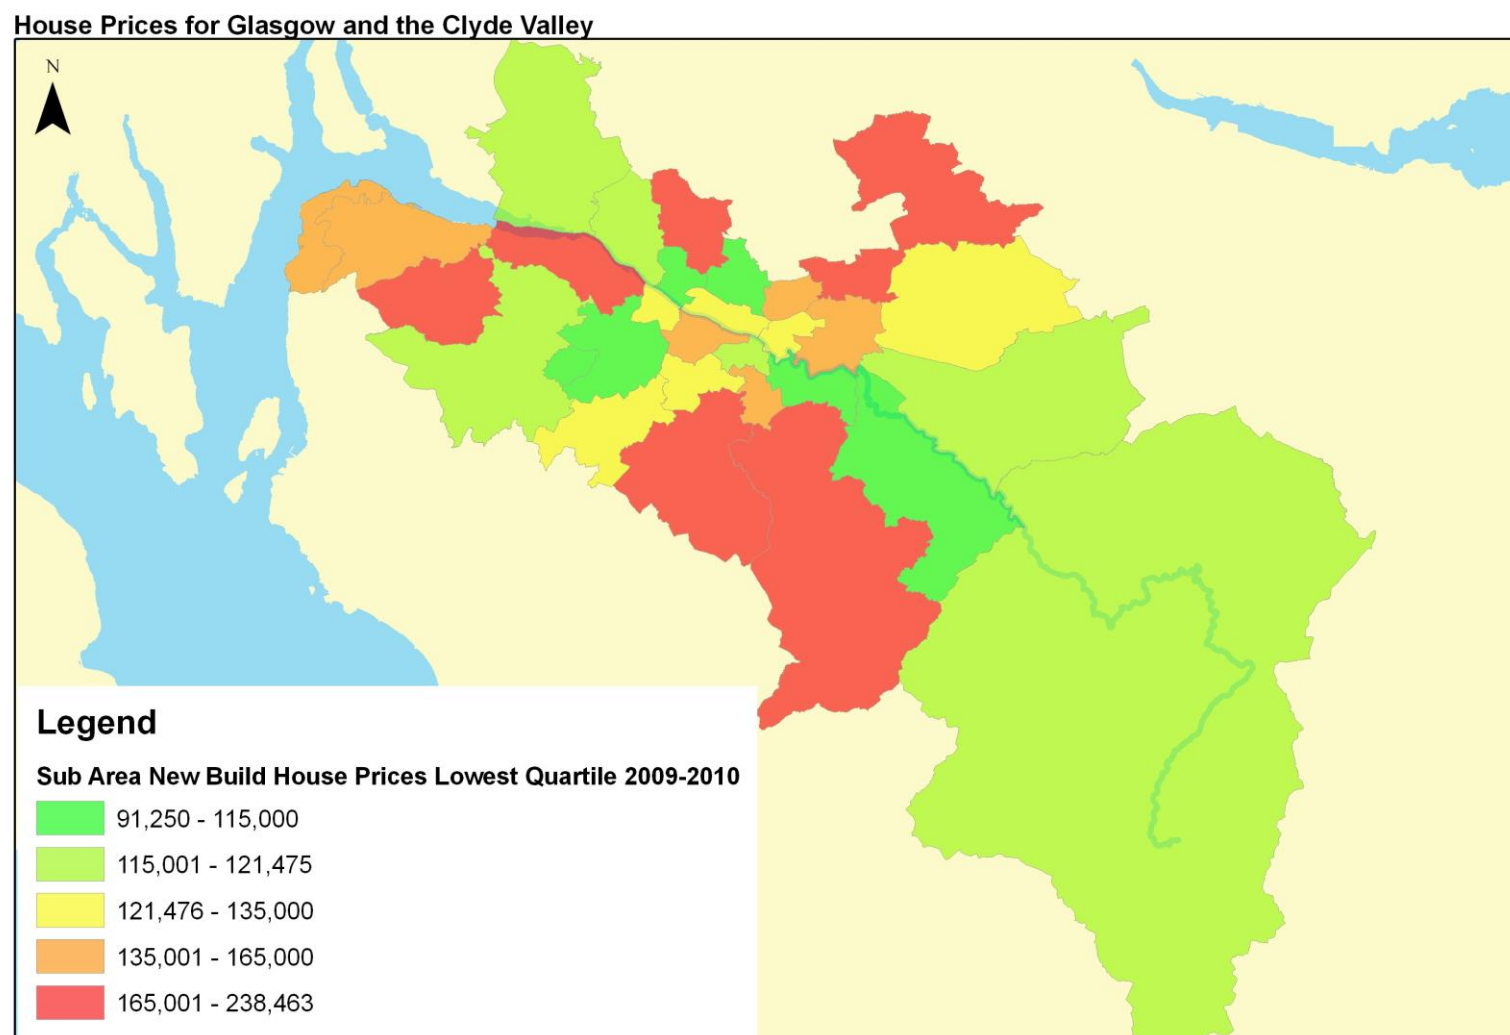 House Prices for Glasgow and the Clyde Valley
N
Legend
Sub Area New Build House Prices Lowest Quartile 2009-2010
91,250 - 115,000
115,001 - 121,475
121,476 - 135,000
135,001 - 165,000
165,001 - 238,463